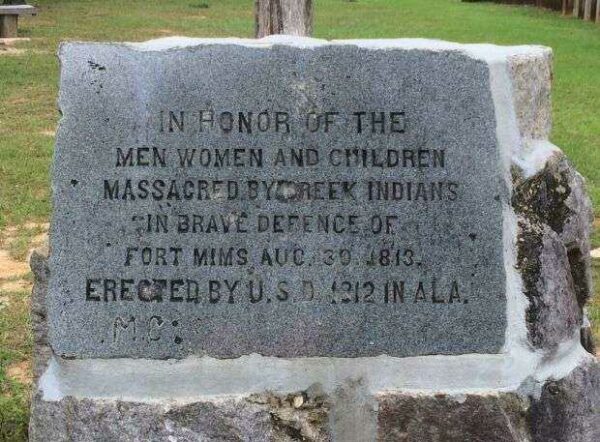 IN HONOR OF THE
MEN WOMEN AND CHILDREN
MASSACRED BY CREEK INDIANS
IN BRAVE DEFENCE OF
FORT MIMS AUG. 30. 1813.
ERECTED BY U.S.D. 1812 IN ALA.
M.C: